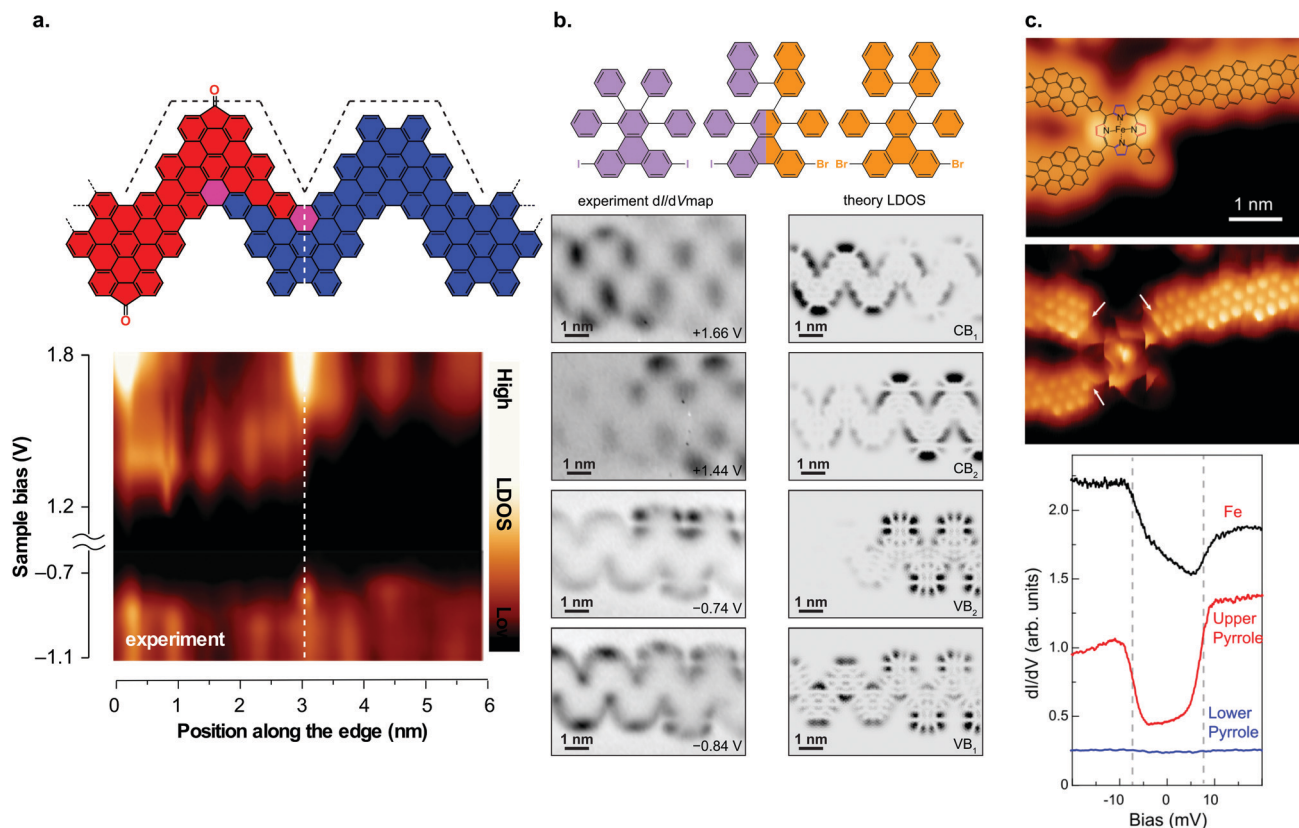 a.
O
O
1.8
1.2
−0.7
−1.1
Sample bias (V)
experiment
High
LDOS
Low
0
1
2
3
4
5
6
Position along the edge (nm)
b.
I
I
I
Br
Br
Br
experiment dI/dVmap
theory LDOS
1 nm
+1.66 V
1 nm
CB1
1 nm
+1.44 V
1 nm
CB2
1 nm
−0.74 V
1 nm
VB2
1 nm
−0.84 V
1 nm
VB1
c.
N
N
Fe
N
N
1 nm
2.0
1.5
1.0
0.5
0
dI/dV (arb. units)
Fe
Upper
Pyrrole
Lower
Pyrrole
-10
0
10
Bias (mV)